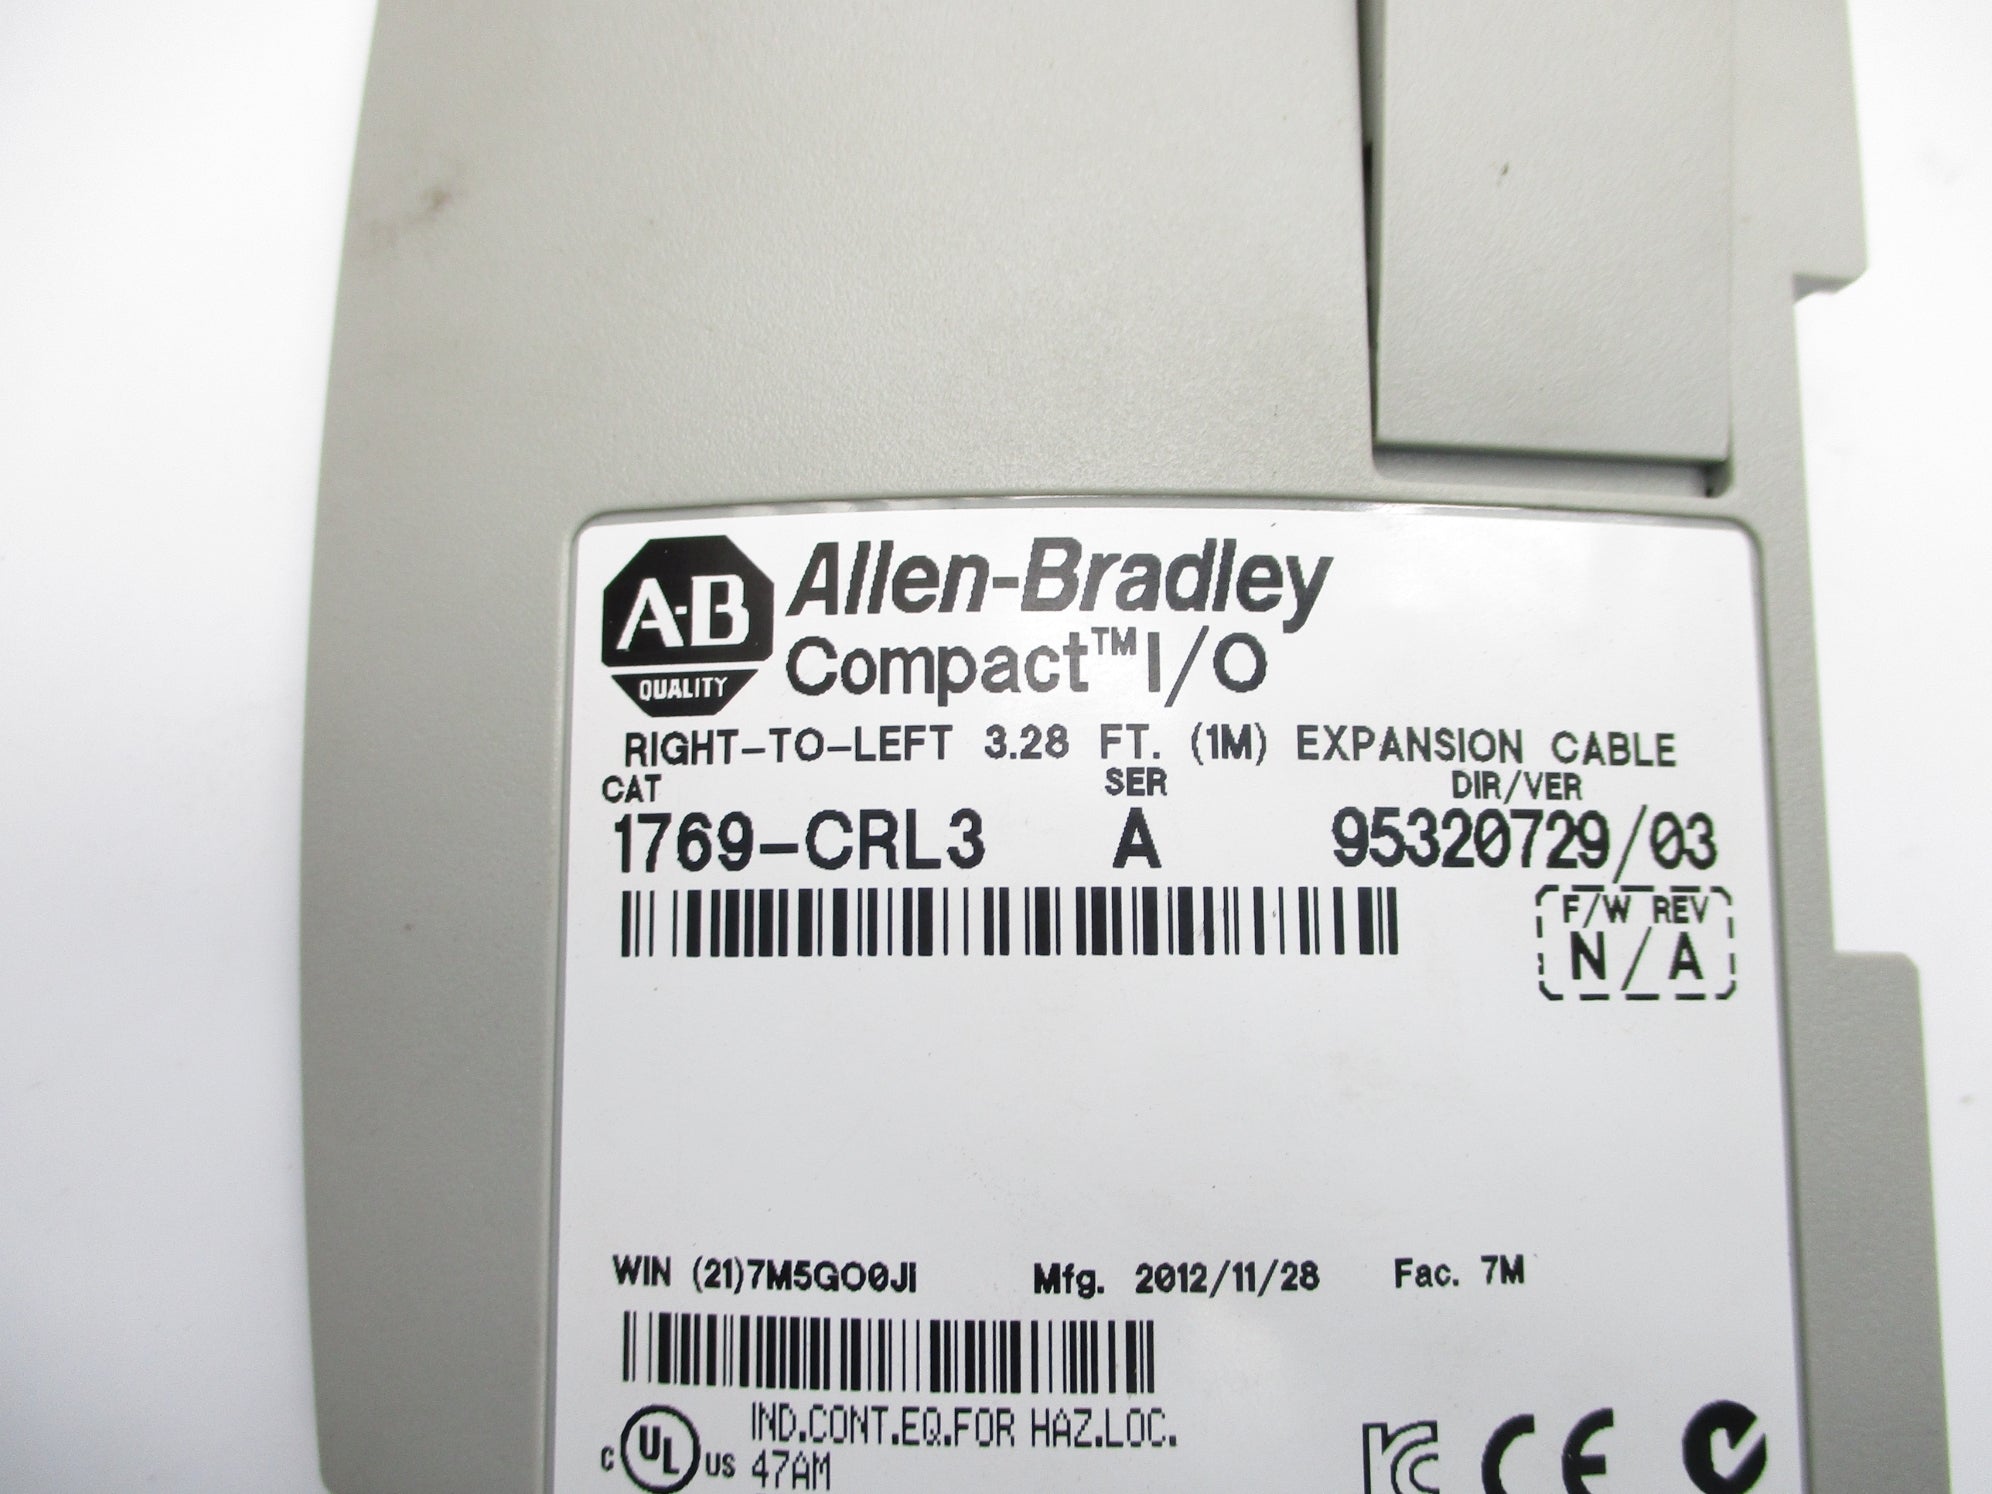 A-B
QUALITY
Allen-Bradley
Compact™ I/O
RIGHT-TO-LEFT 3.28 FT. (1M) EXPANSION CABLE
CAT SER DIR/VER
1769-CRL3 A 95320729/03
F/W REV
N/A
WIN (21)7M5GO0JI Mfg. 2012/11/28 Fac. 7M
IND.CONT.EQ.FOR HAZ.LOC.
C UL US 47AM
CE